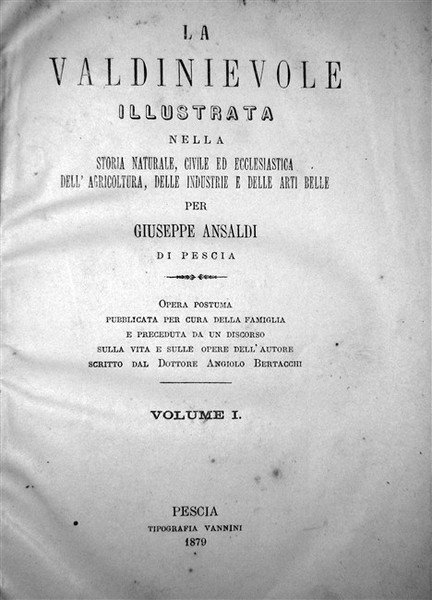 LA
VALDINIEVOLE
ILLUSTRATA
NELLA
STORIA NATURALE, CIVILE ED ECCLESIASTICA
DELL' AGRICOLTURA, DELLE INDUSTRIE E DELLE ARTI BELLE
PER
GIUSEPPE ANSALDI
DI PESCIA
OPERA POSTUMA
PUBBLICATA PER CURA DELLA FAMIGLIA
E PRECEDUTA DA UN DISCORSO
SULLA VITA E SULLE OPERE DELL' AUTORE
SCRITTO DAL DOTTORE ANGIOLO BERTACCHI
VOLUME I.
PESCIA
TIPOGRAFIA VANNINI
1879